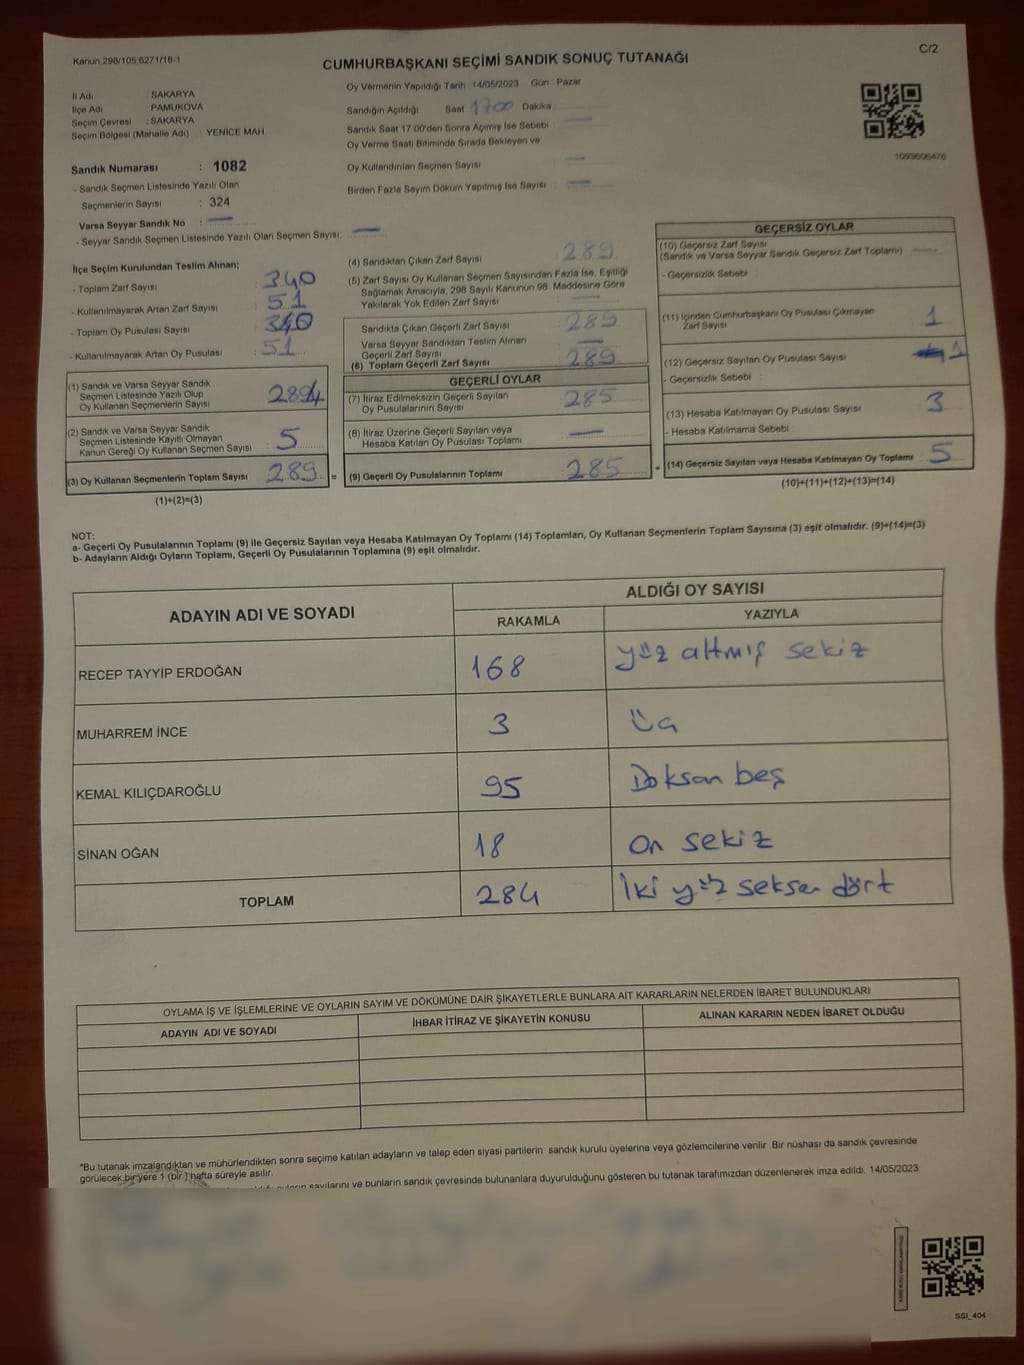 Kanun.298/105,6271/18-1
C/2
CUMHURBAŞKANI SEÇİMİ SANDIK SONUÇ TUTANAĞI
İl Adı : SAKARYA
İlçe Adı : PAMUKOVA
Seçim Çevresi : SAKARYA
Seçim Bölgesi (Mahalle Adı) : YENİCE MAH.
Oy Vermenin Yapıldığı Tarih : 14/05/2023 Gün : Pazar
Sandığın Açıldığı Saat 1700 Dakika
Sandık Saat 17.00'den Sonra Açımış İse Sebebi
Oy Verme Saati Bitiminde Sırada Bekleyen ve
Oy Kullandırılan Seçmen Sayısı
Birden Fazla Sayım Döküm Yapılmış İse Sayısı
1093606476
Sandık Numarası : 1082
- Sandık Seçmen Listesinde Yazılı Olan
Seçmenlerin Sayısı : 324
Varsa Seyyar Sandık No :
- Seyyar Sandık Seçmen Listesinde Yazılı Olan Seçmen Sayısı:
İlçe Seçim Kurulundan Teslim Alınan;
- Toplam Zarf Sayısı : 340
- Kullanılmayarak Artan Zarf Sayısı : 51
- Toplam Oy Pusulası Sayısı : 340
- Kullanılmayarak Artan Oy Pusulası : 51
(1) Sandık ve Varsa Seyyar Sandık
Seçmen Listesinde Yazılı Olup
Oy Kullanan Seçmenlerin Sayısı : 284
(2) Sandık ve Varsa Seyyar Sandık
Seçmen Listesinde Kayıtlı Olmayan
Kanun Gereği Oy Kullanan Seçmen Sayısı : 5
(3) Oy Kullanan Seçmenlerin Toplam Sayısı : 289
(1)+(2)=(3)
=
(4) Sandıktan Çıkan Zarf Sayısı : 289
(5) Zarf Sayısı Oy Kullanan Seçmen Sayısından Fazla İse, Eşitliği
Sağlamak Amacıyla, 298 Sayılı Kanunun 98. Maddesine Göre
Yakılarak Yok Edilen Zarf Sayısı
Sandıkta Çıkan Geçerli Zarf Sayısı : 289
Varsa Seyyar Sandıktan Teslim Alınan
Geçerli Zarf Sayısı
(6) Toplam Geçerli Zarf Sayısı : 289
GEÇERLİ OYLAR
(7) İtiraz Edilmeksizin Geçerli Sayılan
Oy Pusulalarının Sayısı : 285
(8) İtiraz Üzerine Geçerli Sayılan veya
Hesaba Katılan Oy Pusulası Toplamı
(9) Geçerli Oy Pusulalarının Toplamı : 285
+
GEÇERSİZ OYLAR
(10) Geçersiz Zarf Sayısı
(Sandık ve Varsa Seyyar Sandık Geçersiz Zarf Toplamı)
- Geçersizlik Sebebi :
(11) İçinden Cumhurbaşkanı Oy Pusulası Çıkmayan
Zarf Sayısı 1
(12) Geçersiz Sayılan Oy Pusulası Sayısı 1
- Geçersizlik Sebebi :
(13) Hesaba Katılmayan Oy Pusulası Sayısı 3
- Hesaba Katılmama Sebebi :
(14) Geçersiz Sayılan veya Hesaba Katılmayan Oy Toplamı 5
(10)+(11)+(12)+(13)=(14)
NOT:
a- Geçerli Oy Pusulalarının Toplamı (9) ile Geçersiz Sayılan veya Hesaba Katılmayan Oy Toplamı (14) Toplamları, Oy Kullanan Seçmenlerin Toplam Sayısına (3) eşit olmalıdır. (9)+(14)=(3)
b- Adayların Aldığı Oyların Toplamı, Geçerli Oy Pusulalarının Toplamına (9) eşit olmalıdır.
ADAYIN ADI VE SOYADI
ALDIĞI OY SAYISI
RAKAMLA YAZIYLA
RECEP TAYYİP ERDOĞAN 168 yüz altmış sekiz
MUHARREM İNCE 3 üç
KEMAL KILIÇDAROĞLU 95 Doksan beş
SİNAN OĞAN 18 on sekiz
TOPLAM 284 İki yüz seksen dört
OYLAMA İŞ VE İŞLEMLERİNE VE OYLARIN SAYIM VE DÖKÜMÜNE DAİR ŞİKAYETLERLE BUNLARA AİT KARARLARIN NELERDEN İBARET BULUNDUKLARI
ADAYIN ADI VE SOYADI İHBAR İTİRAZ VE ŞİKAYETİN KONUSU ALINAN KARARIN NEDEN İBARET OLDUĞU
*Bu tutanak imzalandıktan ve mühürlendikten sonra seçime katılan adayların ve talep eden siyasi partilerin sandık kurulu üyelerine veya gözlemcilerine verilir. Bir nüshası da sandık çevresinde
görülecek bir yere 1 (bir) hafta süreyle asılır.
sayılarını ve bunların sandık çevresinde bulunanlara duyurulduğunu gösteren bu tutanak tarafımızdan düzenlenerek imza edildi. 14/05/2023
SSI_404